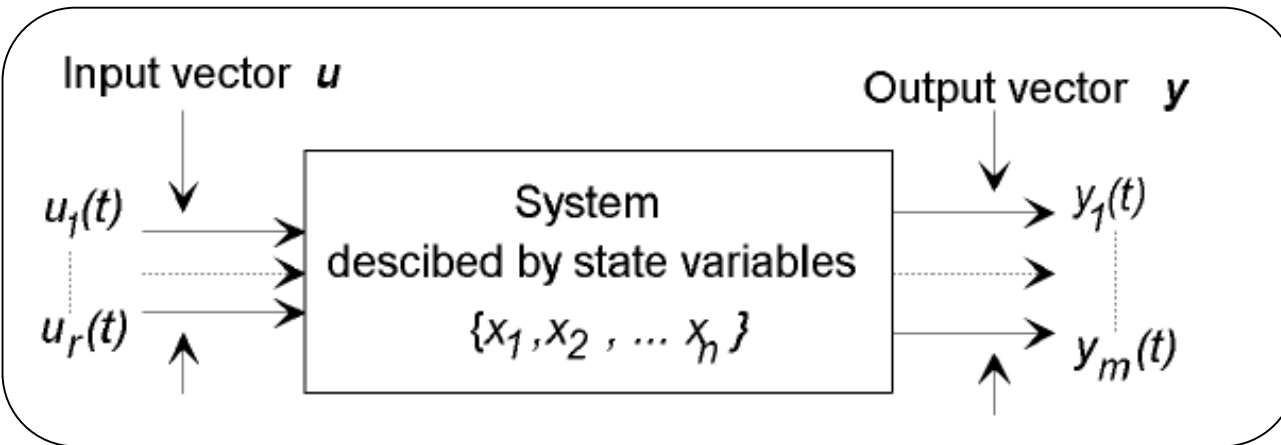 Input vector u
Output vector y
u₁(t)
uᵣ(t)
System
descibed by state variables
{x₁, x₂, ... xₙ}
y₁(t)
yₘ(t)